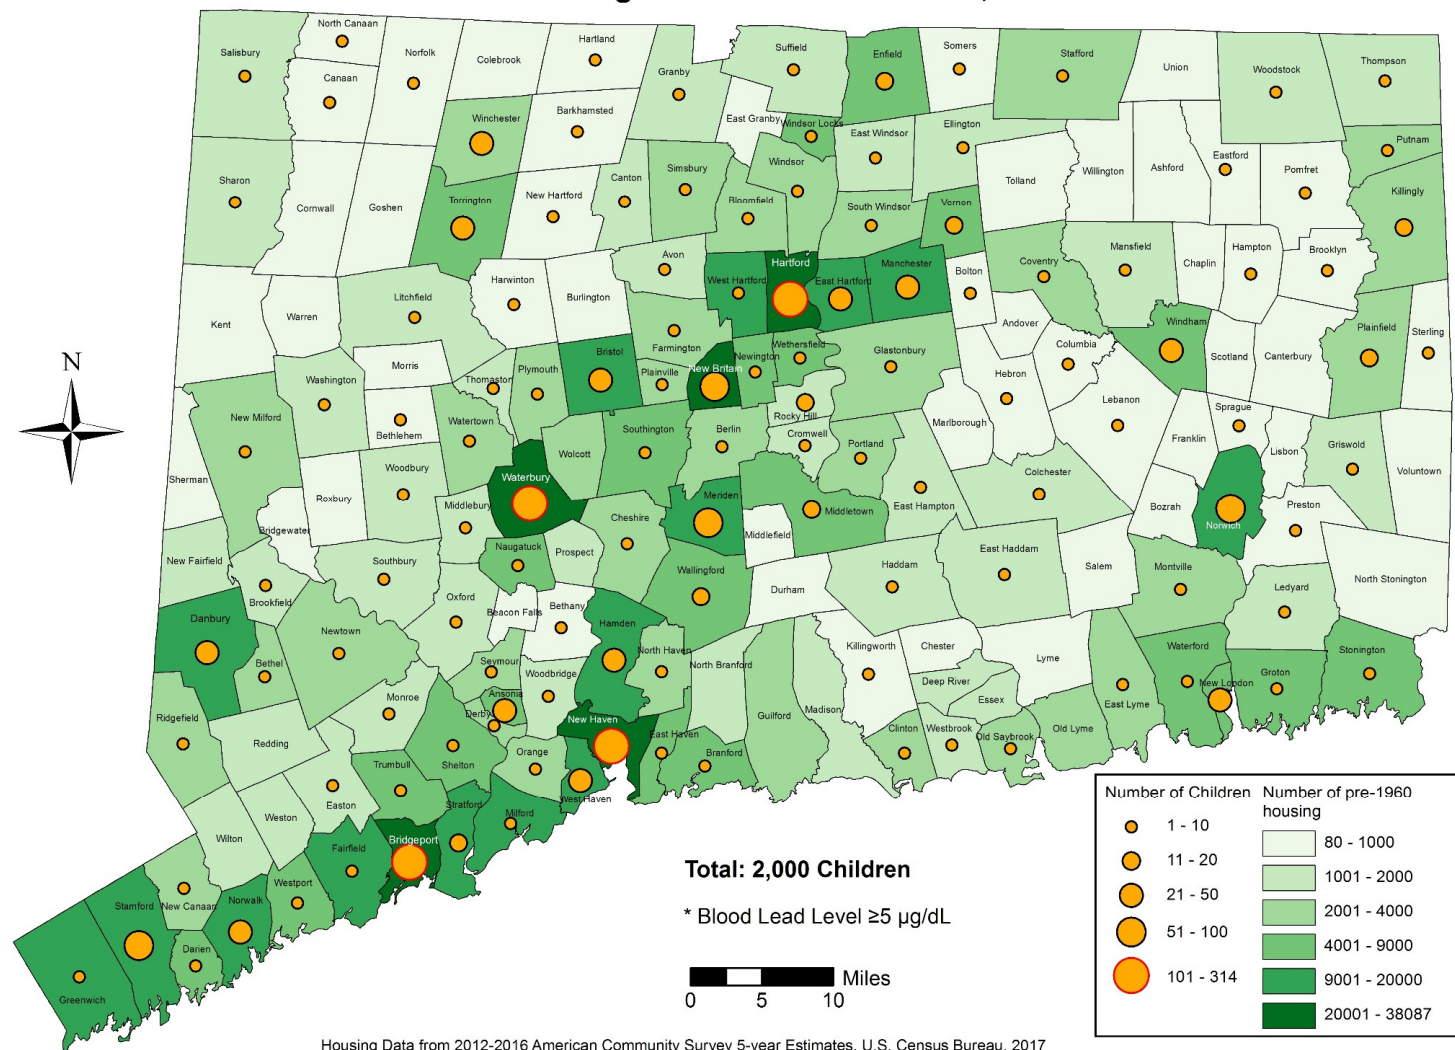 North Canaan
Salisbury
Canaan
Norfolk
Colebrook
Hartland
Granby
Suffield
Enfield
Somers
Stafford
Union
Woodstock
Thompson
Winchester
Barkhamsted
East Granby
Windsor Locks
East Windsor
Ellington
Putnam
Sharon
Cornwall
Goshen
Torrington
New Hartford
Canton
Simsbury
Bloomfield
Windsor
South Windsor
Vernon
Tolland
Willington
Ashford
Eastford
Pomfret
Killingly
Kent
Warren
Litchfield
Harwinton
Burlington
Avon
West Hartford
Hartford
East Hartford
Manchester
Bolton
Coventry
Mansfield
Chaplin
Hampton
Brooklyn
N
Washington
Morris
Thomaston
Plymouth
Bristol
Farmington
Plainville
New Britain
Newington
Wethersfield
Glastonbury
Andover
Columbia
Hebron
Windham
Scotland
Canterbury
Plainfield
Sterling
New Milford
Bethlehem
Watertown
Wolcott
Southington
Berlin
Rocky Hill
Cromwell
Portland
Marlborough
Lebanon
Franklin
Sprague
Lisbon
Griswold
Voluntown
Sherman
Roxbury
Woodbury
Waterbury
Middlebury
Cheshire
Meriden
Middletown
East Hampton
Colchester
Bozrah
Norwich
Preston
Bridgewater
New Fairfield
Brookfield
Southbury
Naugatuck
Prospect
Middlefield
Wallingford
Durham
Haddam
East Haddam
Salem
Montville
Ledyard
North Stonington
Danbury
Bethel
Newtown
Oxford
Beacon Falls
Bethany
Hamden
North Haven
North Branford
Killingworth
Chester
Deep River
Essex
Lyme
Waterford
New London
Groton
Stonington
Ridgefield
Redding
Monroe
Seymour
Ansonia
Derby
Woodbridge
New Haven
East Haven
Branford
Guilford
Madison
Clinton
Westbrook
Old Saybrook
Old Lyme
East Lyme
Wilton
Weston
Easton
Trumbull
Shelton
Orange
West Haven
Stratford
Milford
Bridgeport
Fairfield
Westport
New Canaan
Norwalk
Stamford
Darien
Greenwich
Total: 2,000 Children
* Blood Lead Level ≥5 µg/dL
Miles
0 5 10
Number of Children
1 - 10
11 - 20
21 - 50
51 - 100
101 - 314
Number of pre-1960
housing
80 - 1000
1001 - 2000
2001 - 4000
4001 - 9000
9001 - 20000
20001 - 38087
Housing Data from 2012-2016 American Community Survey 5-year Estimates, U.S. Census Bureau, 2017